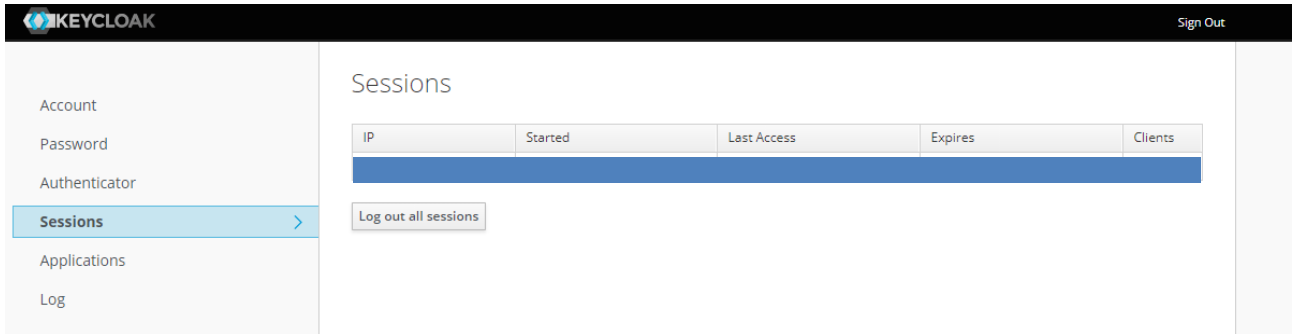 KEYCLOAK
Sign Out
Account
Password
Authenticator
Sessions
Applications
Log
Sessions
IP Started Last Access Expires Clients
Log out all sessions